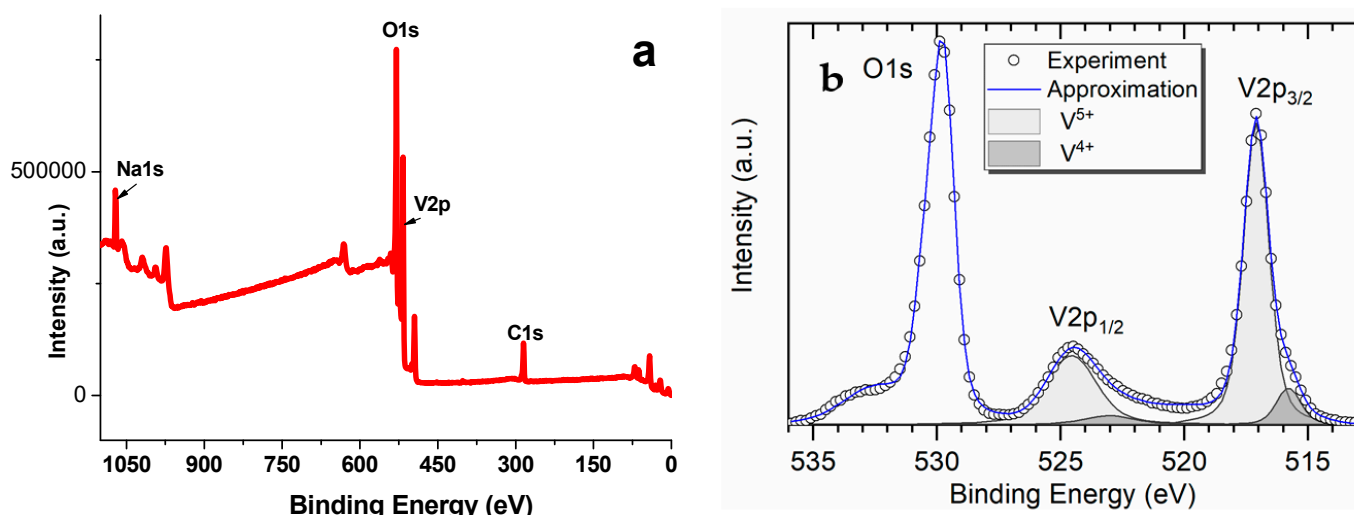 a
O1s
500000
Na1s
V2p
C1s
0
Intensity (a.u.)
1050 900 750 600 450 300 150 0
Binding Energy (eV)
b
O1s
Experiment
Approximation
V5+
V4+
V2p3/2
V2p1/2
Intensity (a.u.)
535 530 525 520 515
Binding Energy (eV)